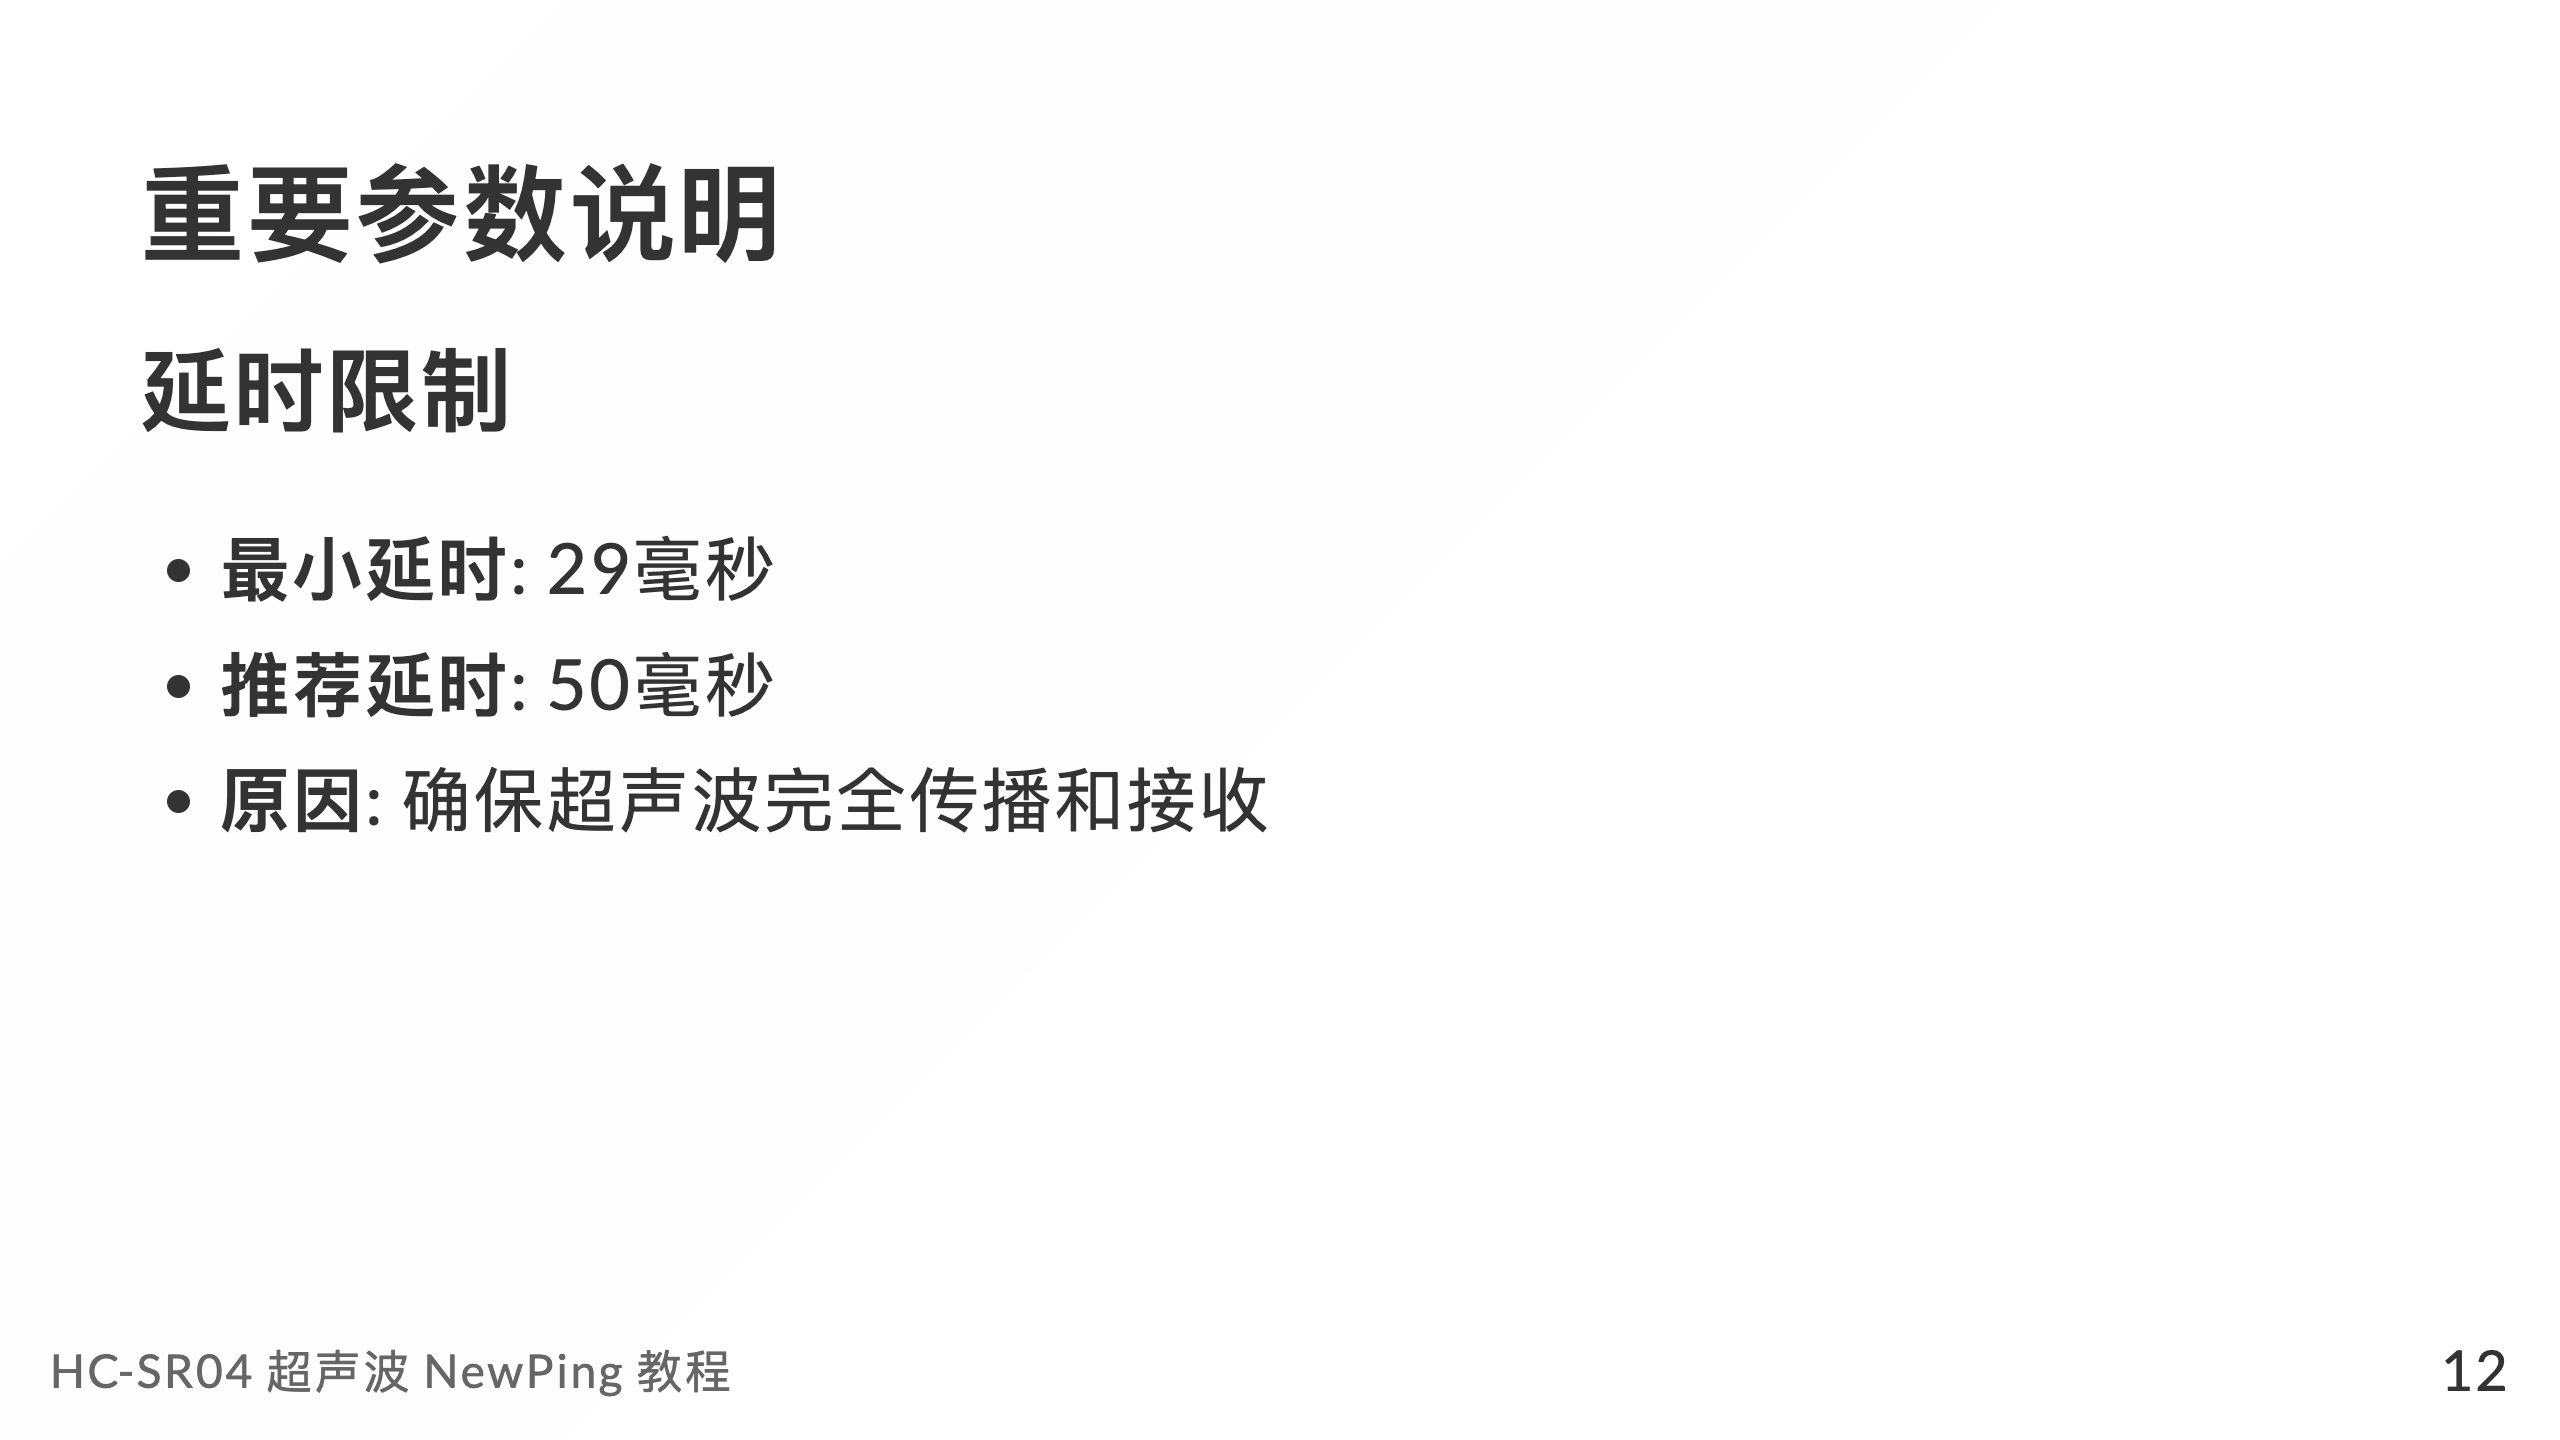 重要参数说明
延时限制
• 最小延时: 29毫秒
• 推荐延时: 50毫秒
• 原因: 确保超声波完全传播和接收
HC-SR04 超声波 NewPing 教程
12